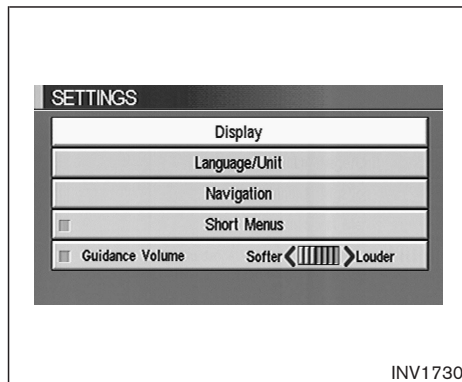 SETTINGS
Display
Language/Unit
Navigation
Short Menus
Guidance Volume Softer Louder
INV1730